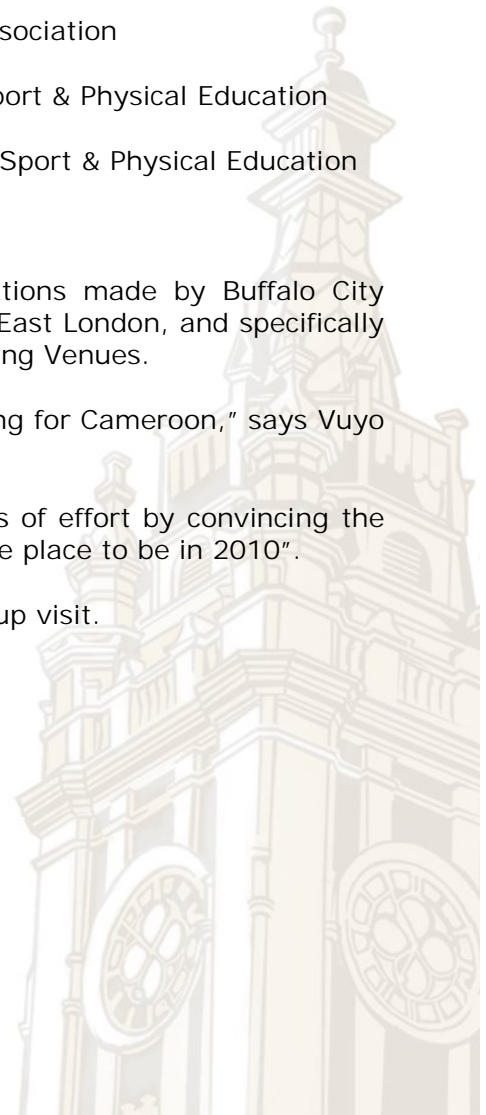 sociation
port & Physical Education
Sport & Physical Education
tions made by Buffalo City
East London, and specifically
ng Venues.
ng for Cameroon,” says Vuyo
s of effort by convincing the
e place to be in 2010”.
up visit.